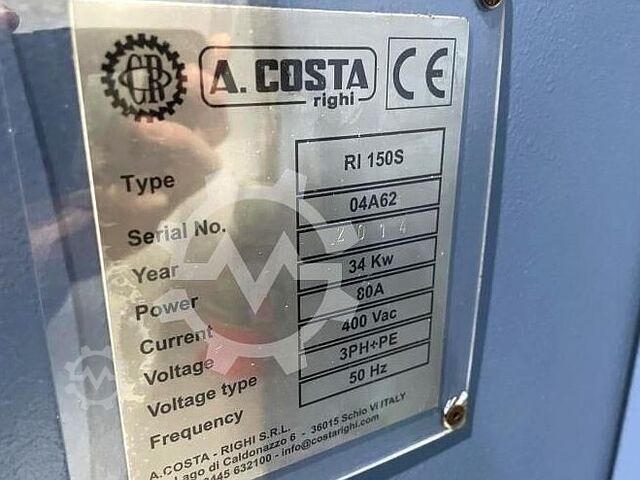 A. COSTA
righi
CE
Type RI 150S
Serial No. 04A62
Year 2014
Power 34 Kw
Current 80A
Voltage 400 Vac
Voltage type 3PH+PE
Frequency 50 Hz
A.COSTA - RIGHI S.R.L.
Lago di Caldonazzo 6 - 36015 Schio VI ITALY
0445 632100 - info@costarighi.com